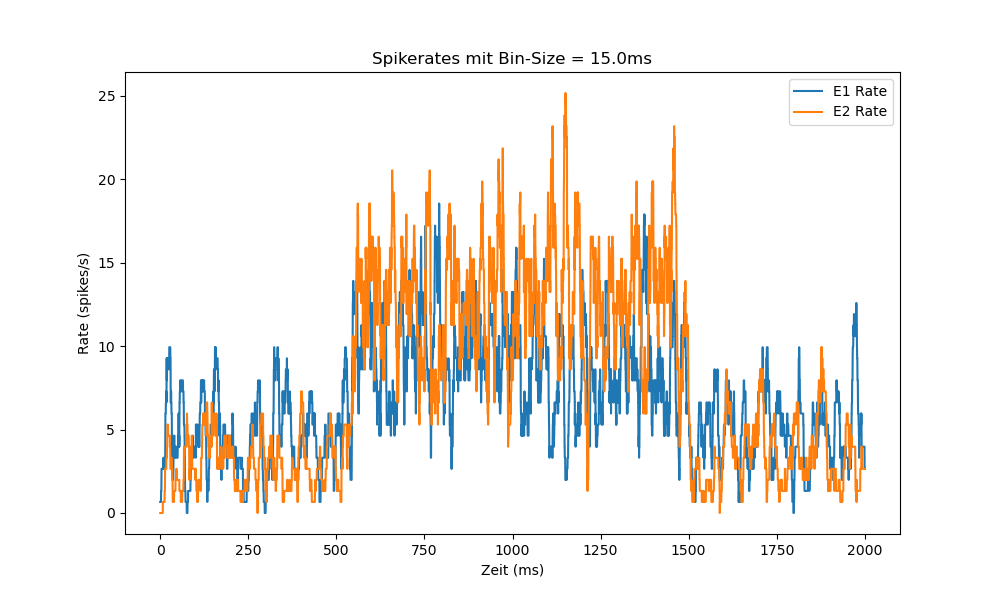 Spikerates mit Bin-Size = 15.0ms
E1 Rate
E2 Rate
Rate (spikes/s)
25
20
15
10
5
0
0 250 500 750 1000 1250 1500 1750 2000
Zeit (ms)